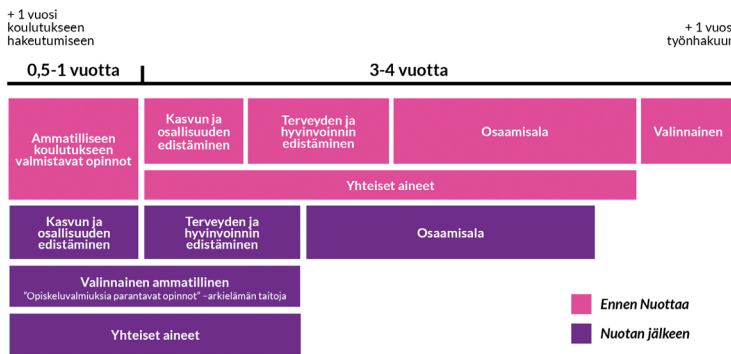 + 1 vuosi
koulutukseen
hakeutumiseen
+ 1 vuosi
työnhakuun
0,5-1 vuotta
3-4 vuotta
Ammatilliseen
koulutukseen
valmistavat opinnot
Kasvun ja
osallisuuden
edistäminen
Terveyden ja
hyvinvoinnin
edistäminen
Osaamisala
Valinnainen
Yhteiset aineet
Kasvun ja
osallisuuden
edistäminen
Terveyden ja
hyvinvoinnin
edistäminen
Osaamisala
Valinnainen ammatillinen
"Opiskeluvalmiuksia parantavat opinnot" –arkielämän taitoja
Yhteiset aineet
Ennen Nuottaa
Nuotan jälkeen